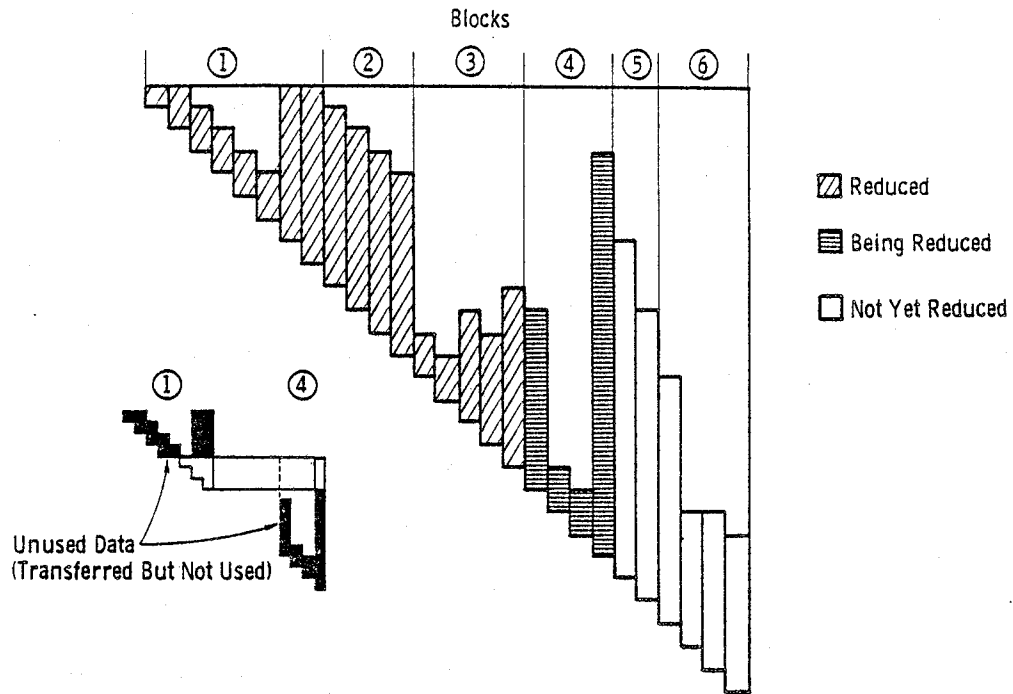 Blocks
① ② ③ ④ ⑤ ⑥
Reduced
Being Reduced
Not Yet Reduced
① ④
Unused Data
(Transferred But Not Used)